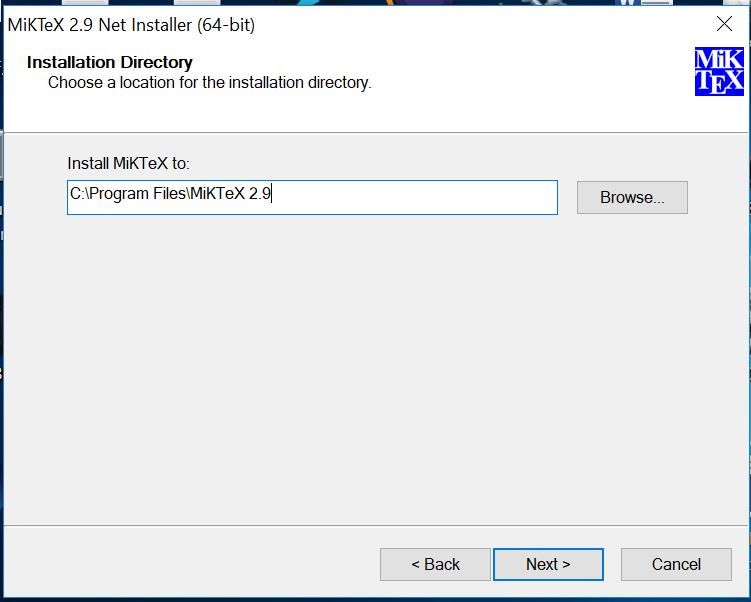 MiKTeX 2.9 Net Installer (64-bit)
Installation Directory
Choose a location for the installation directory.
MiK
TEX
Install MiKTeX to:
C:\Program Files\MiKTeX 2.9
Browse...
< Back
Next >
Cancel